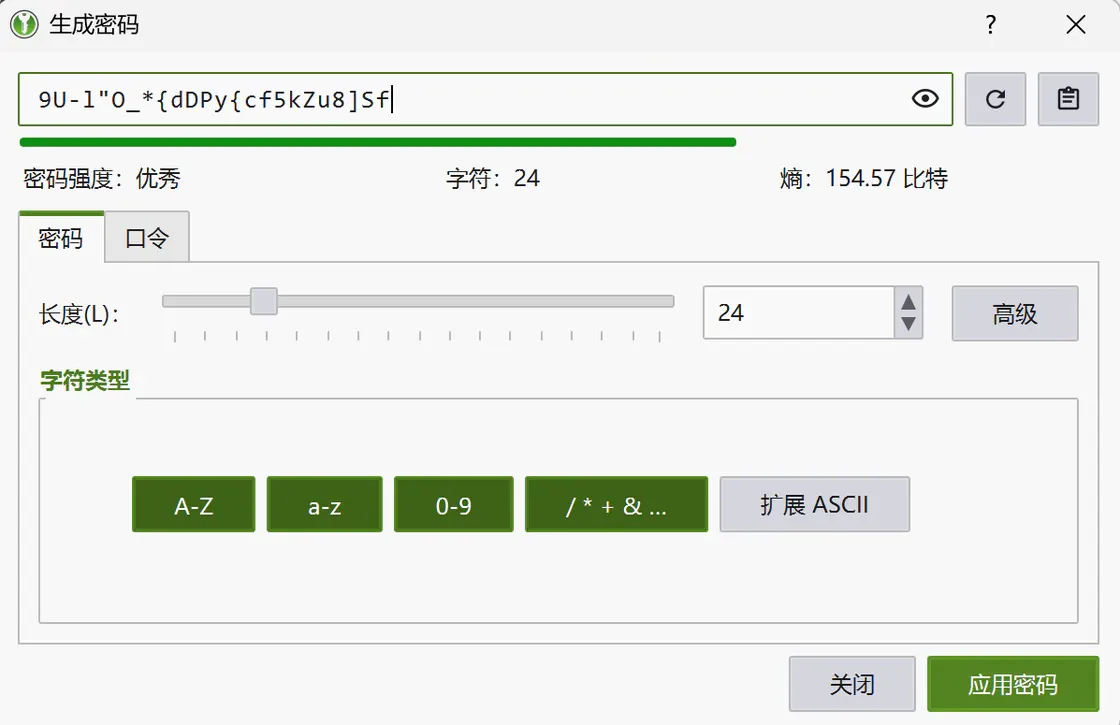 生成密码 ?
9U-l"O_*{dDPy{cf5kZu8]Sf
密码强度：优秀 字符：24 熵：154.57 比特
密码 口令
长度(L)： 24 高级
字符类型
A-Z a-z 0-9 / * + & ... 扩展 ASCII
关闭 应用密码